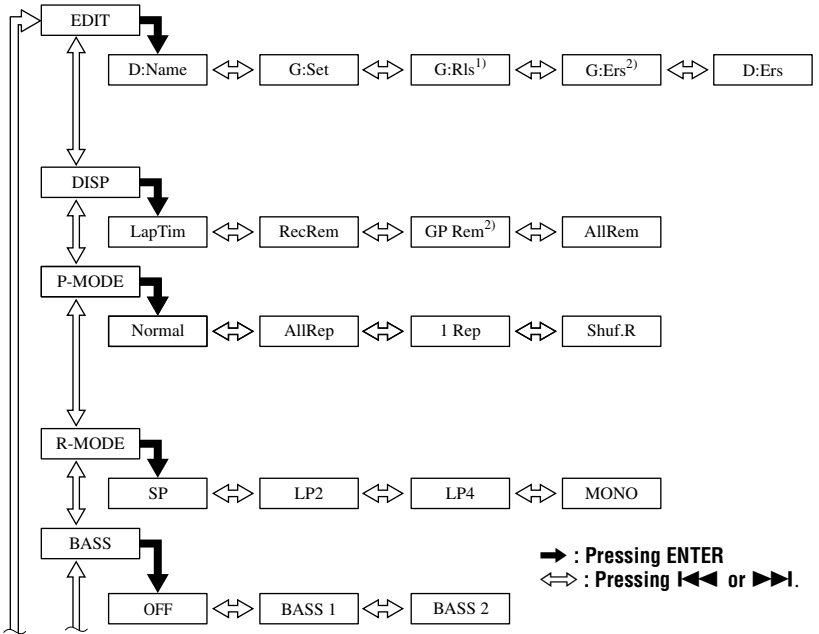 EDIT
D:Name G:Set G:Rls1) G:Ers2) D:Ers
DISP
LapTim RecRem GP Rem2) AllRem
P-MODE
Normal AllRep 1 Rep Shuf.R
R-MODE
SP LP2 LP4 MONO
BASS
: Pressing ENTER
: Pressing or .
OFF BASS 1 BASS 2